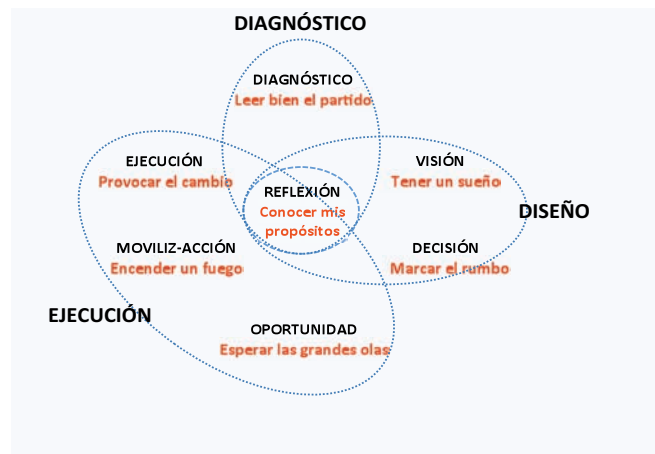 DIAGNÓSTICO
DIAGNÓSTICO
Leer bien el partido
EJECUCIÓN
Provocar el cambio
VISIÓN
Tener un sueño
REFLEXIÓN
Conocer mis
propósitos
DISEÑO
MOVILIZ-ACCIÓN
Encender un fuego
DECISIÓN
Marcar el rumbo
EJECUCIÓN
OPORTUNIDAD
Esperar las grandes olas